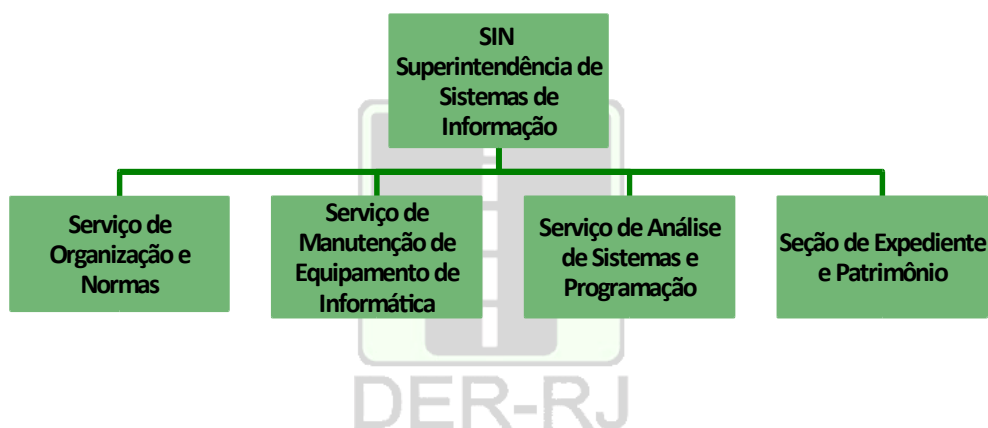 SIN
Superintendência de
Sistemas de
Informação
Serviço de
Organização e
Normas
Serviço de
Manutenção de
Equipamento de
Informática
Serviço de Análise
de Sistemas e
Programação
Seção de Expediente
e Patrimônio
DER-RJ